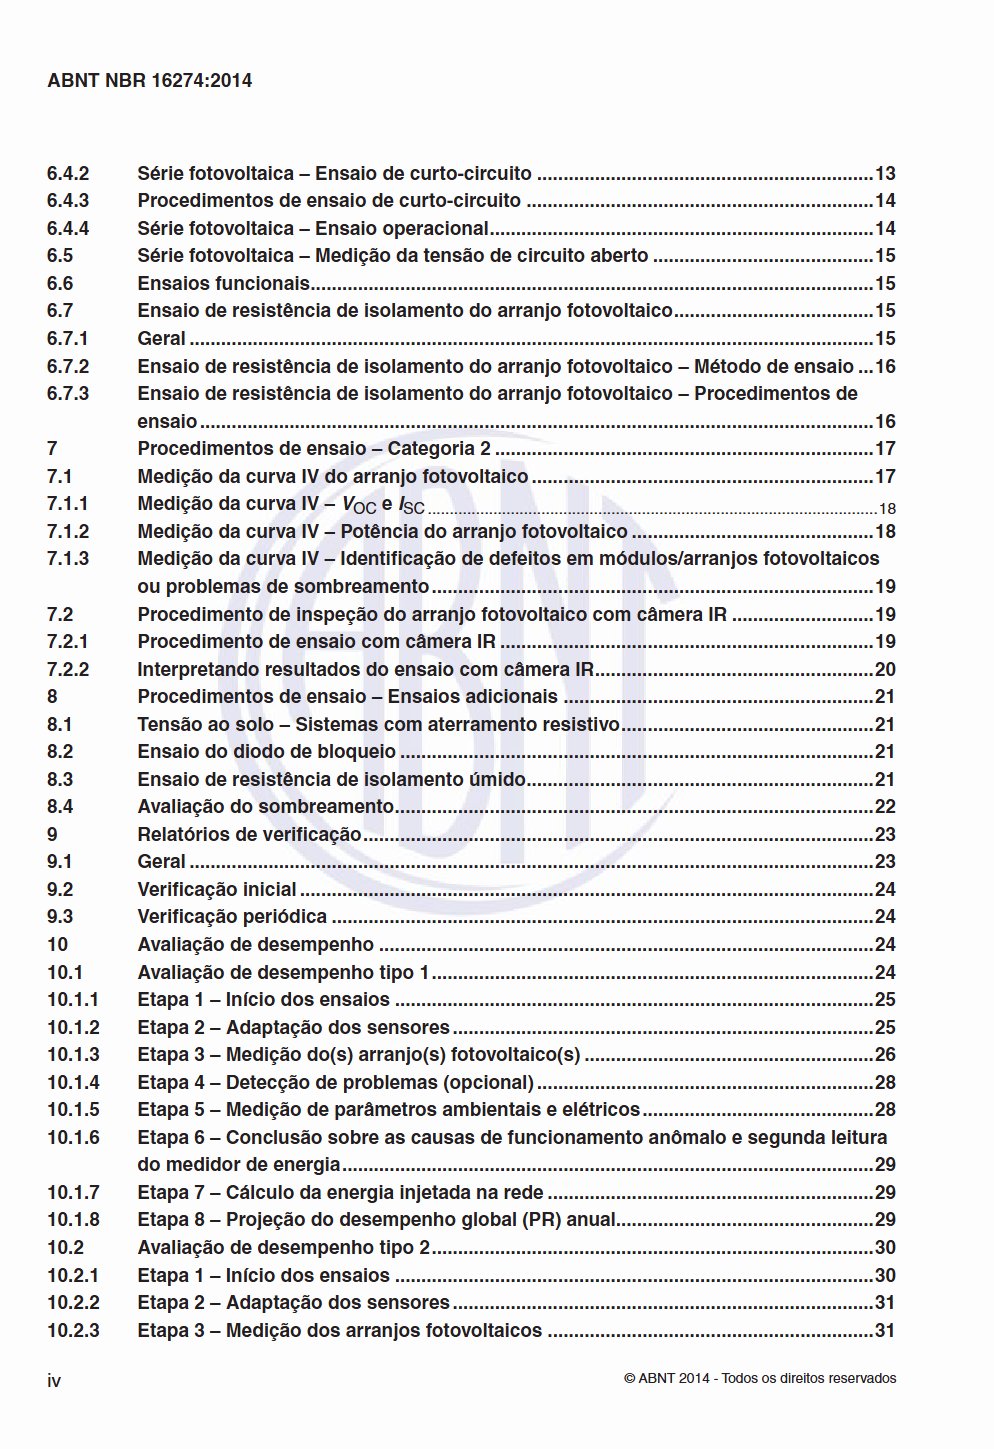 ABNT NBR 16274:2014
6.4.2 Série fotovoltaica – Ensaio de curto-circuito ................................................................13
6.4.3 Procedimentos de ensaio de curto-circuito ..................................................................14
6.4.4 Série fotovoltaica – Ensaio operacional.........................................................................14
6.5 Série fotovoltaica – Medição da tensão de circuito aberto ..........................................15
6.6 Ensaios funcionais...........................................................................................................15
6.7 Ensaio de resistência de isolamento do arranjo fotovoltaico......................................15
6.7.1 Geral ..................................................................................................................................15
6.7.2 Ensaio de resistência de isolamento do arranjo fotovoltaico – Método de ensaio ...16
6.7.3 Ensaio de resistência de isolamento do arranjo fotovoltaico – Procedimentos de
ensaio ................................................................................................................................16
7 Procedimentos de ensaio – Categoria 2 ........................................................................17
7.1 Medição da curva IV do arranjo fotovoltaico .................................................................17
7.1.1 Medição da curva IV – VOC e ISC ....................................................................................18
7.1.2 Medição da curva IV – Potência do arranjo fotovoltaico ..............................................18
7.1.3 Medição da curva IV – Identificação de defeitos em módulos/arranjos fotovoltaicos
ou problemas de sombreamento....................................................................................19
7.2 Procedimento de inspeção do arranjo fotovoltaico com câmera IR ...........................19
7.2.1 Procedimento de ensaio com câmera IR .......................................................................19
7.2.2 Interpretando resultados do ensaio com câmera IR.....................................................20
8 Procedimentos de ensaio – Ensaios adicionais ...........................................................21
8.1 Tensão ao solo – Sistemas com aterramento resistivo................................................21
8.2 Ensaio do diodo de bloqueio ..........................................................................................21
8.3 Ensaio de resistência de isolamento úmido..................................................................21
8.4 Avaliação do sombreamento...........................................................................................22
9 Relatórios de verificação.................................................................................................23
9.1 Geral ..................................................................................................................................23
9.2 Verificação inicial .............................................................................................................24
9.3 Verificação periódica .......................................................................................................24
10 Avaliação de desempenho ..............................................................................................24
10.1 Avaliação de desempenho tipo 1....................................................................................24
10.1.1 Etapa 1 – Início dos ensaios ...........................................................................................25
10.1.2 Etapa 2 – Adaptação dos sensores................................................................................25
10.1.3 Etapa 3 – Medição do(s) arranjo(s) fotovoltaico(s) .......................................................26
10.1.4 Etapa 4 – Detecção de problemas (opcional)................................................................28
10.1.5 Etapa 5 – Medição de parâmetros ambientais e elétricos............................................28
10.1.6 Etapa 6 – Conclusão sobre as causas de funcionamento anômalo e segunda leitura
do medidor de energia.....................................................................................................29
10.1.7 Etapa 7 – Cálculo da energia injetada na rede ..............................................................29
10.1.8 Etapa 8 – Projeção do desempenho global (PR) anual.................................................29
10.2 Avaliação de desempenho tipo 2....................................................................................30
10.2.1 Etapa 1 – Início dos ensaios ...........................................................................................30
10.2.2 Etapa 2 – Adaptação dos sensores................................................................................31
10.2.3 Etapa 3 – Medição dos arranjos fotovoltaicos ..............................................................31
ABNT
iv
© ABNT 2014 - Todos os direitos reservados